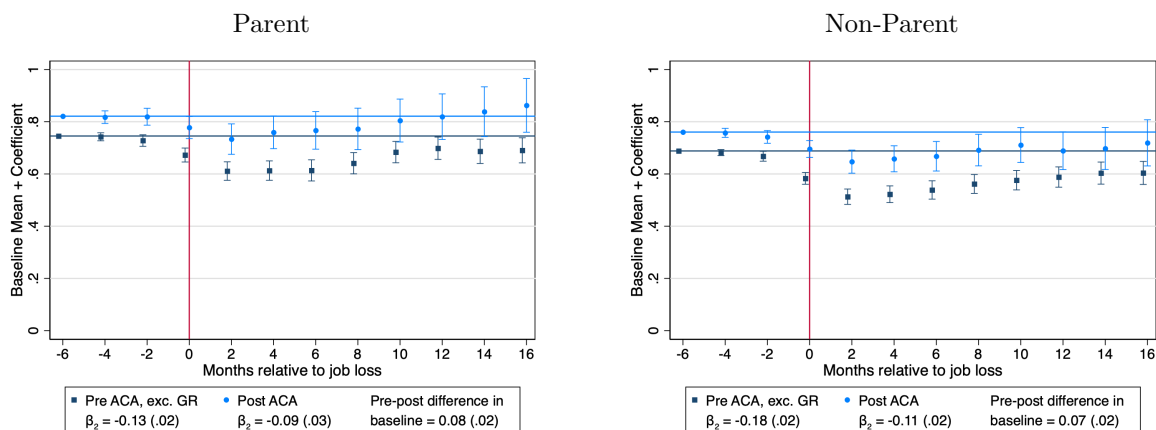 Parent
Baseline Mean + Coefficient
1
.8
.6
.4
.2
0
-6 -4 -2 0 2 4 6 8 10 12 14 16
Months relative to job loss
Pre ACA, exc. GR Post ACA Pre-post difference in
β2 = -0.13 (.02) β2 = -0.09 (.03) baseline = 0.08 (.02)
Non-Parent
Baseline Mean + Coefficient
1
.8
.6
.4
.2
0
-6 -4 -2 0 2 4 6 8 10 12 14 16
Months relative to job loss
Pre ACA, exc. GR Post ACA Pre-post difference in
β2 = -0.18 (.02) β2 = -0.11 (.02) baseline = 0.07 (.02)